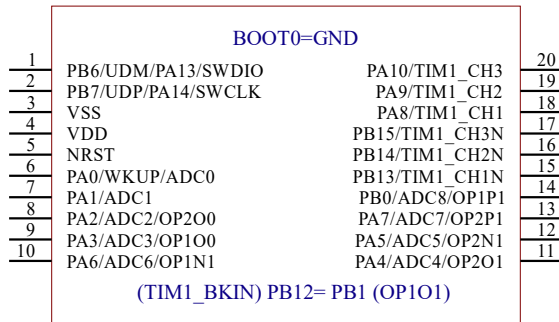 BOOT0=GND
1 PB6/UDM/PA13/SWDIO PA10/TIM1_CH3 20
2 PB7/UDP/PA14/SWCLK PA9/TIM1_CH2 19
3 VSS PA8/TIM1_CH1 18
4 VDD PB15/TIM1_CH3N 17
5 NRST PB14/TIM1_CH2N 16
6 PA0/WKUP/ADC0 PB13/TIM1_CH1N 15
7 PA1/ADC1 PB0/ADC8/OP1P1 14
8 PA2/ADC2/OP2O0 PA7/ADC7/OP2P1 13
9 PA3/ADC3/OP1O0 PA5/ADC5/OP2N1 12
10 PA6/ADC6/OP1N1 PA4/ADC4/OP2O1 11
(TIM1_BKIN) PB12= PB1 (OP1O1)